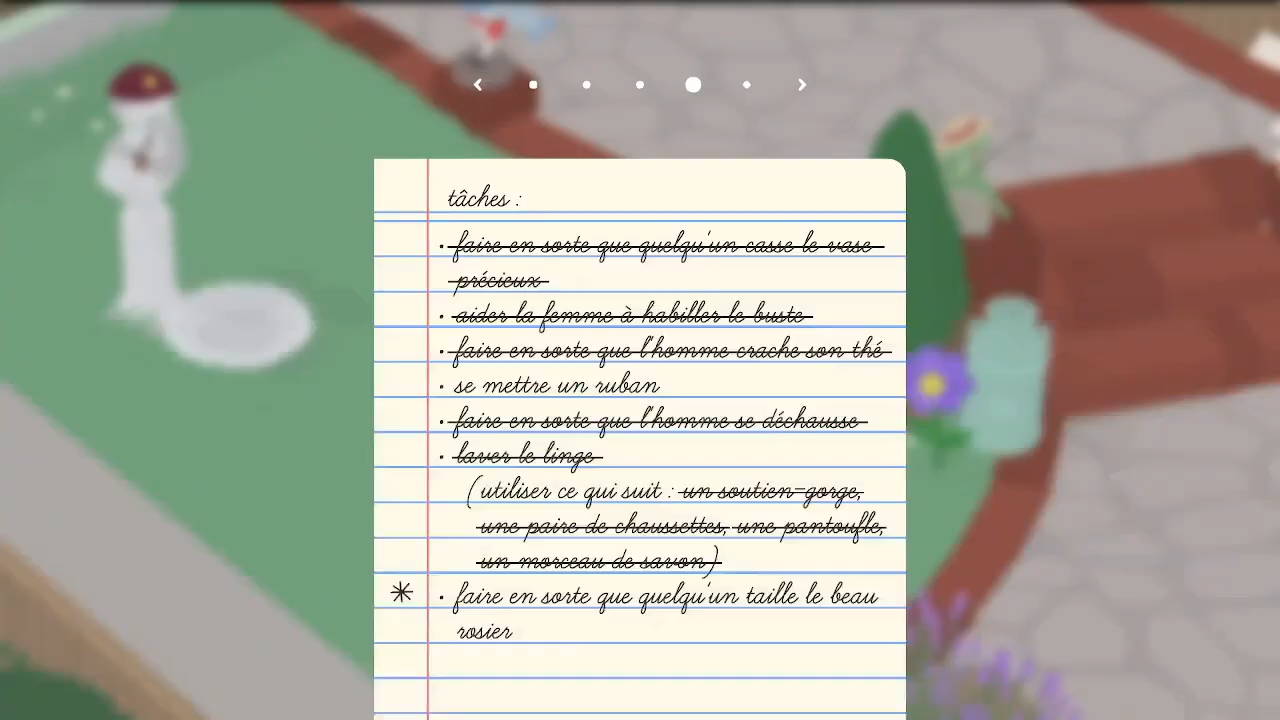 tâches :
• faire en sorte que quelqu'un casse le vase
précieux
• aider la femme à habiller le buste
• faire en sorte que l'homme crache son thé
• se mettre un ruban
• faire en sorte que l'homme se déchausse
• laver le linge
(utiliser ce qui suit : un soutien-gorge,
une paire de chaussettes, une pantoufle,
un morceau de savon)
• faire en sorte que quelqu'un taille le beau
rosier